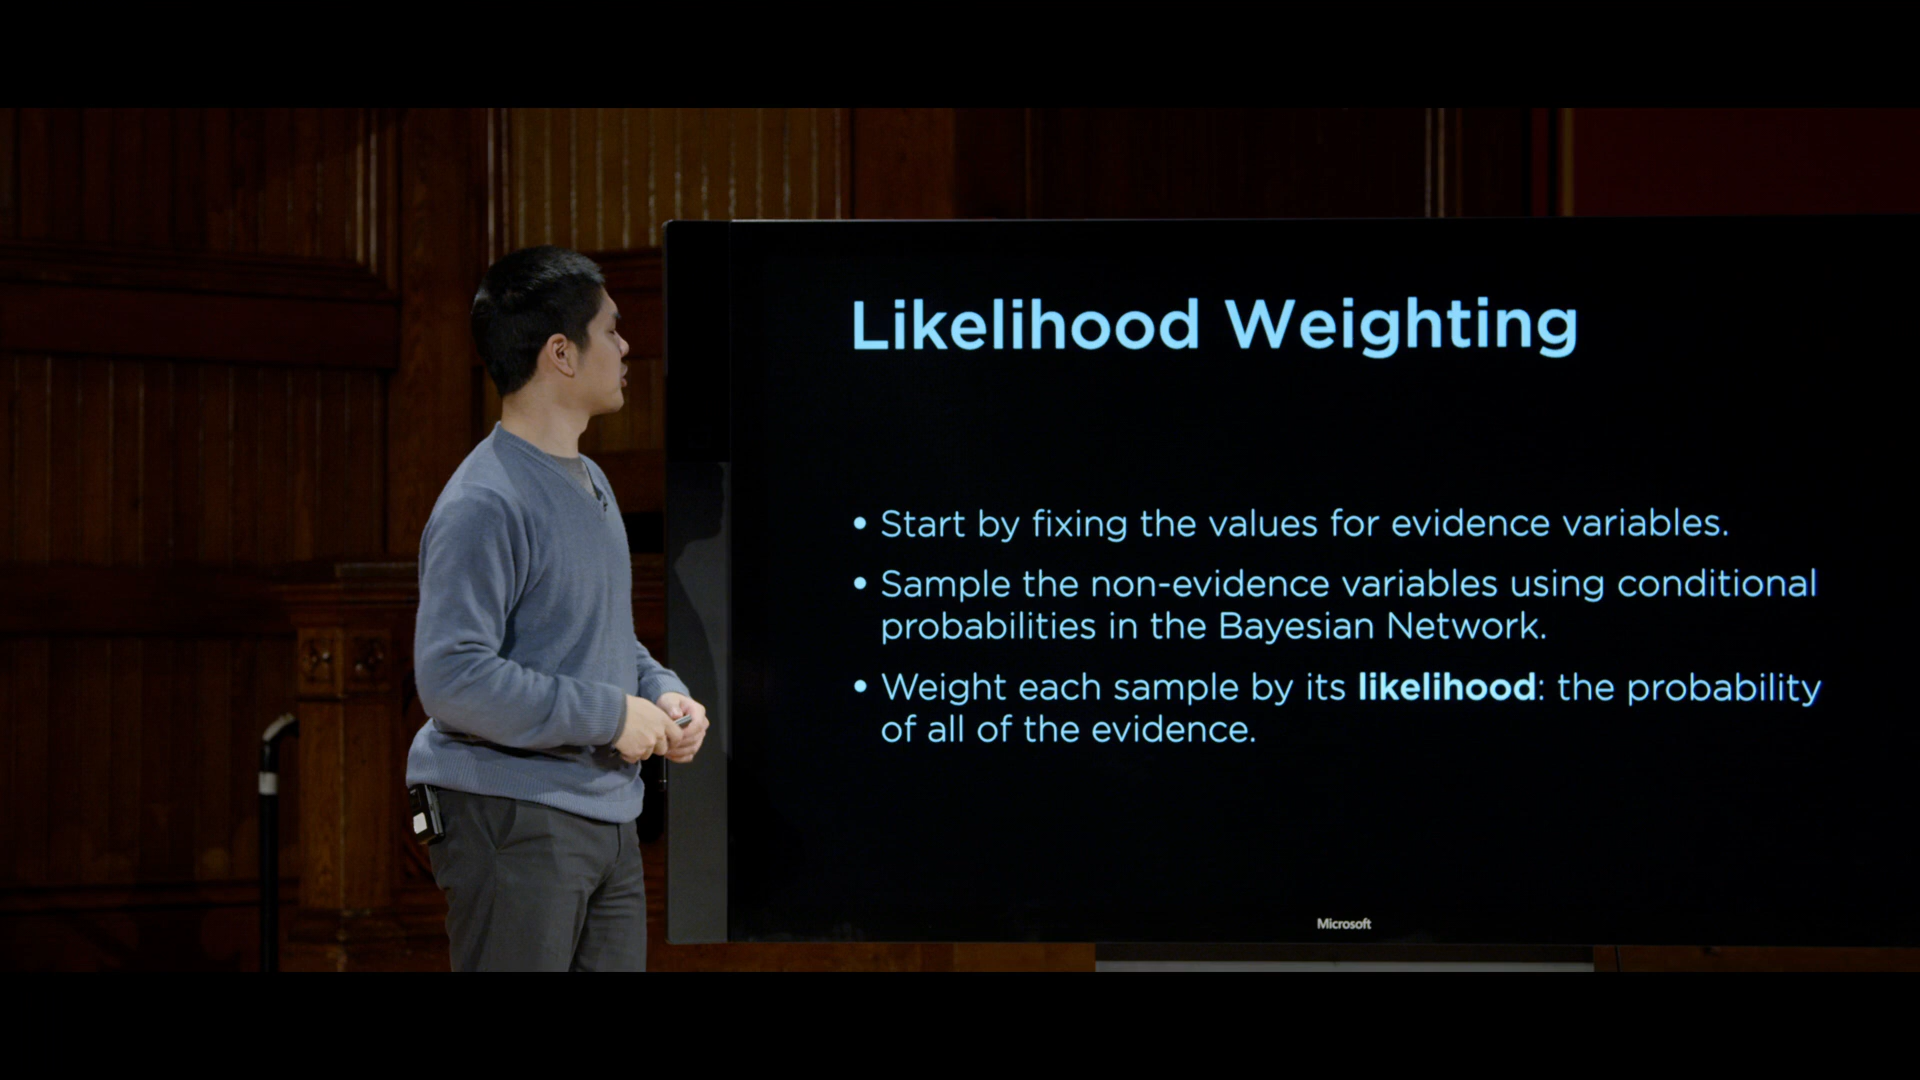 Likelihood Weighting
• Start by fixing the values for evidence variables.
• Sample the non-evidence variables using conditional
probabilities in the Bayesian Network.
• Weight each sample by its likelihood: the probability
of all of the evidence.
Microsoft